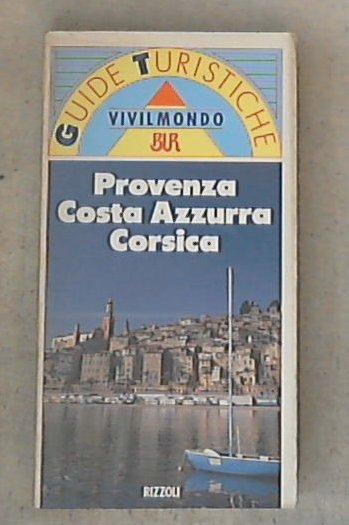 GUIDE TURISTICHE
VIVILMONDO
BUR
Provenza
Costa Azzurra
Corsica
RIZZOLI